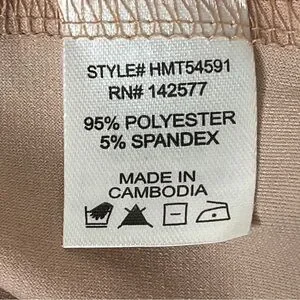 STYLE# HMT54591
RN# 142577
95% POLYESTER
5% SPANDEX
MADE IN
CAMBODIA